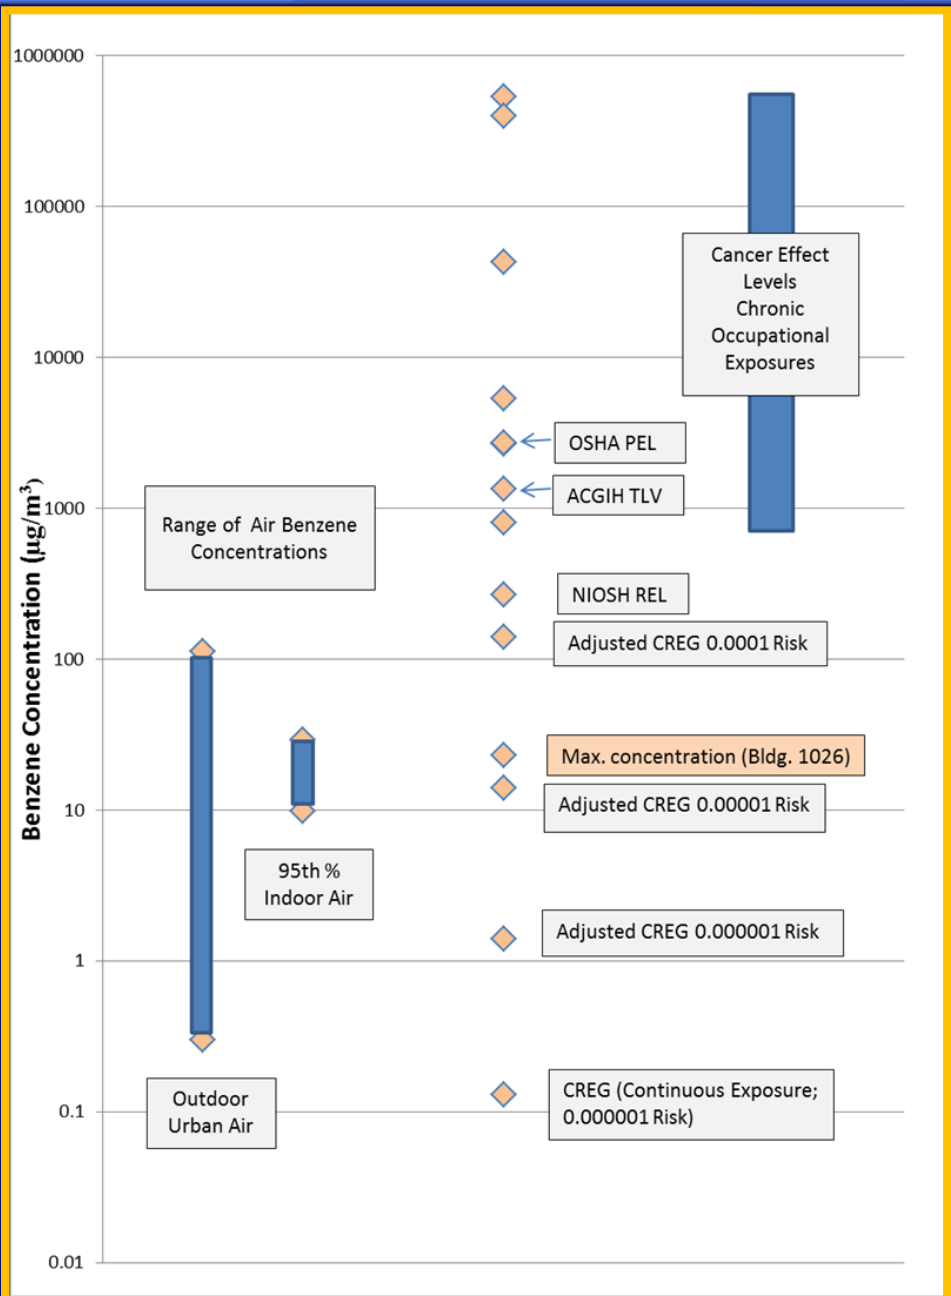 1000000
100000
10000
1000
100
10
1
0.1
0.01
Benzene Concentration (μg/m³)
Range of Air Benzene
Concentrations
Outdoor
Urban Air
95th %
Indoor Air
OSHA PEL
ACGIH TLV
NIOSH REL
Adjusted CREG 0.0001 Risk
Max. concentration (Bldg. 1026)
Adjusted CREG 0.00001 Risk
Adjusted CREG 0.000001 Risk
CREG (Continuous Exposure;
0.000001 Risk)
Cancer Effect
Levels
Chronic
Occupational
Exposures